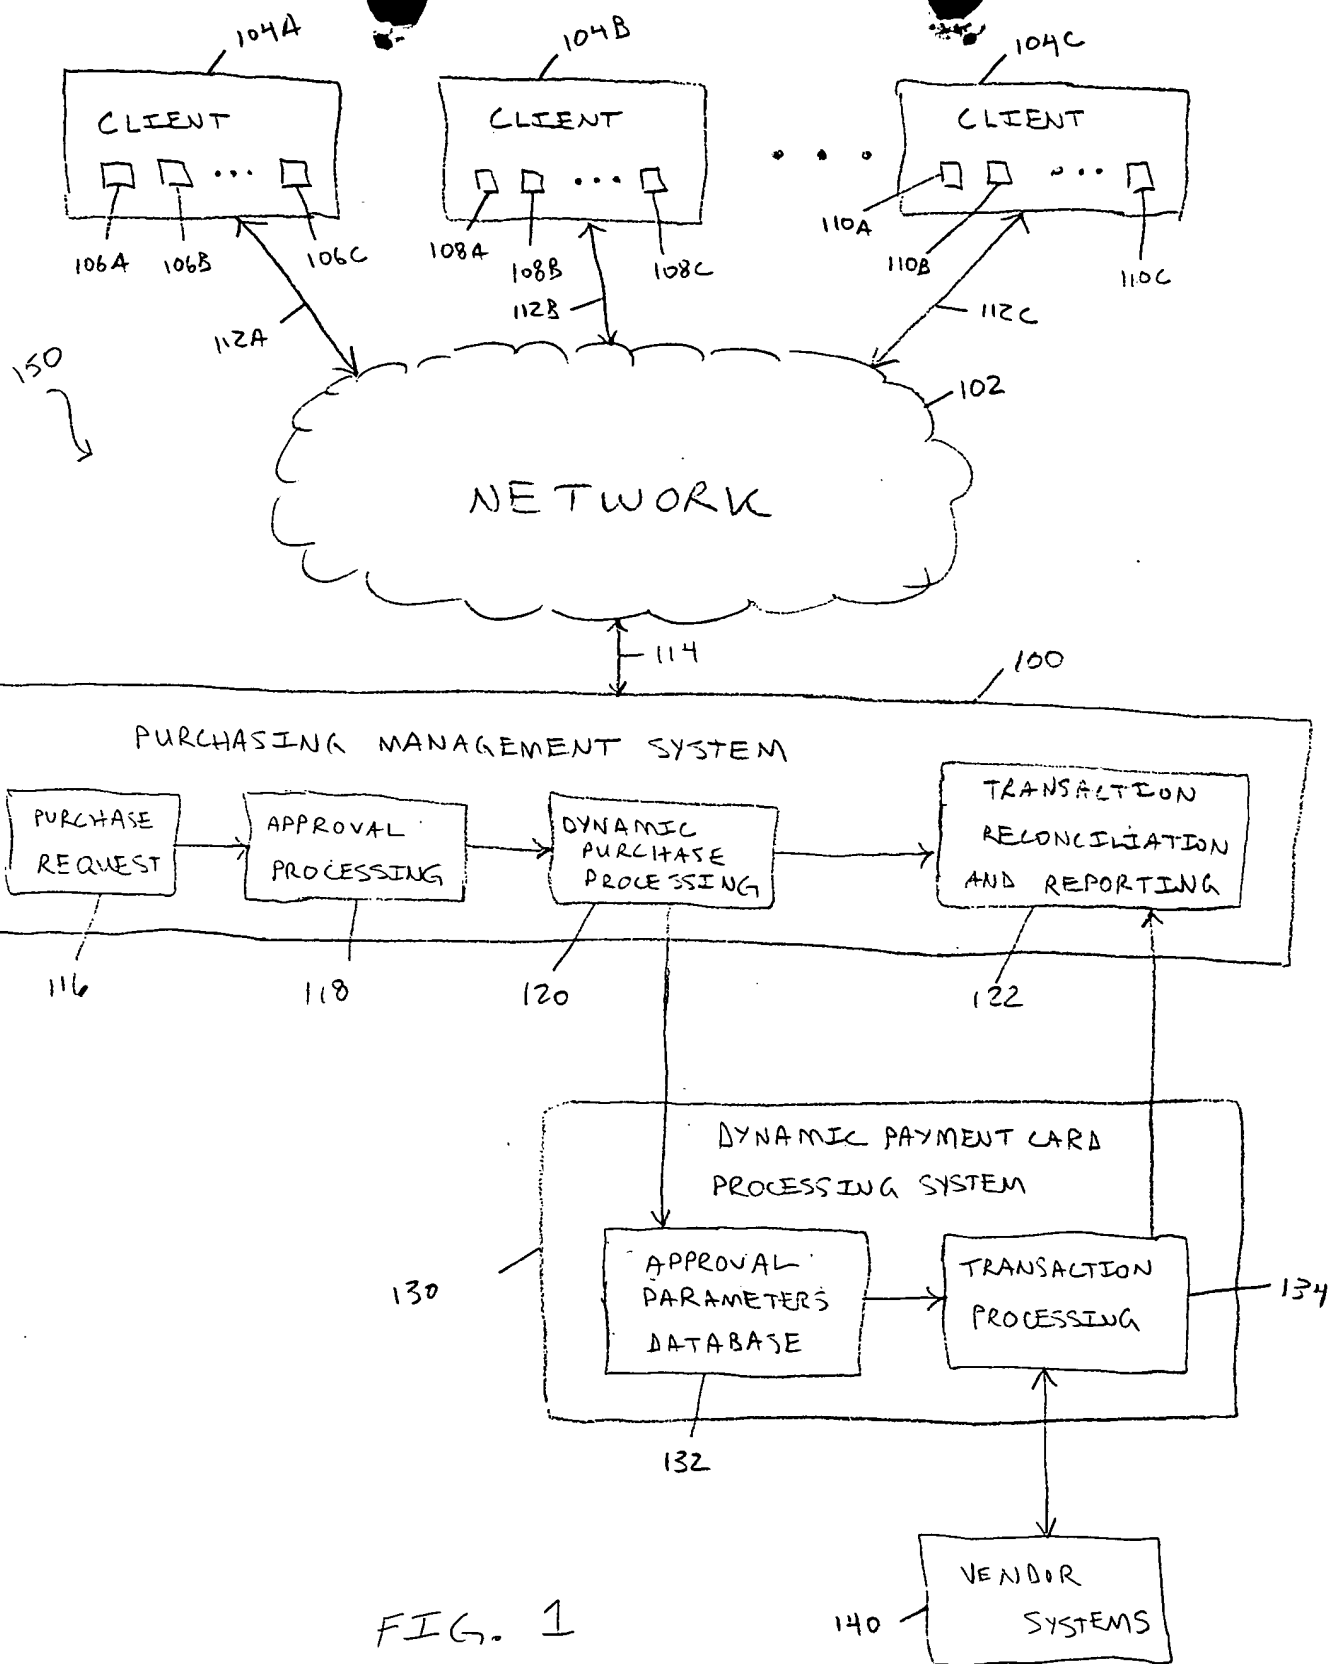 104A
104B
104C
CLIENT
CLIENT
CLIENT
106A
106B
106C
108A
108B
108C
110A
110B
110C
112A
112B
112C
150
102
NETWORK
114
100
PURCHASING MANAGEMENT SYSTEM
PURCHASE
REQUEST
APPROVAL
PROCESSING
DYNAMIC
PURCHASE
PROCESSING
TRANSACTION
RECONCILIATION
AND REPORTING
116
118
120
122
DYNAMIC PAYMENT CARD
PROCESSING SYSTEM
130
APPROVAL
PARAMETERS
DATABASE
TRANSACTION
PROCESSING
134
132
VENDOR
SYSTEMS
140
FIG. 1